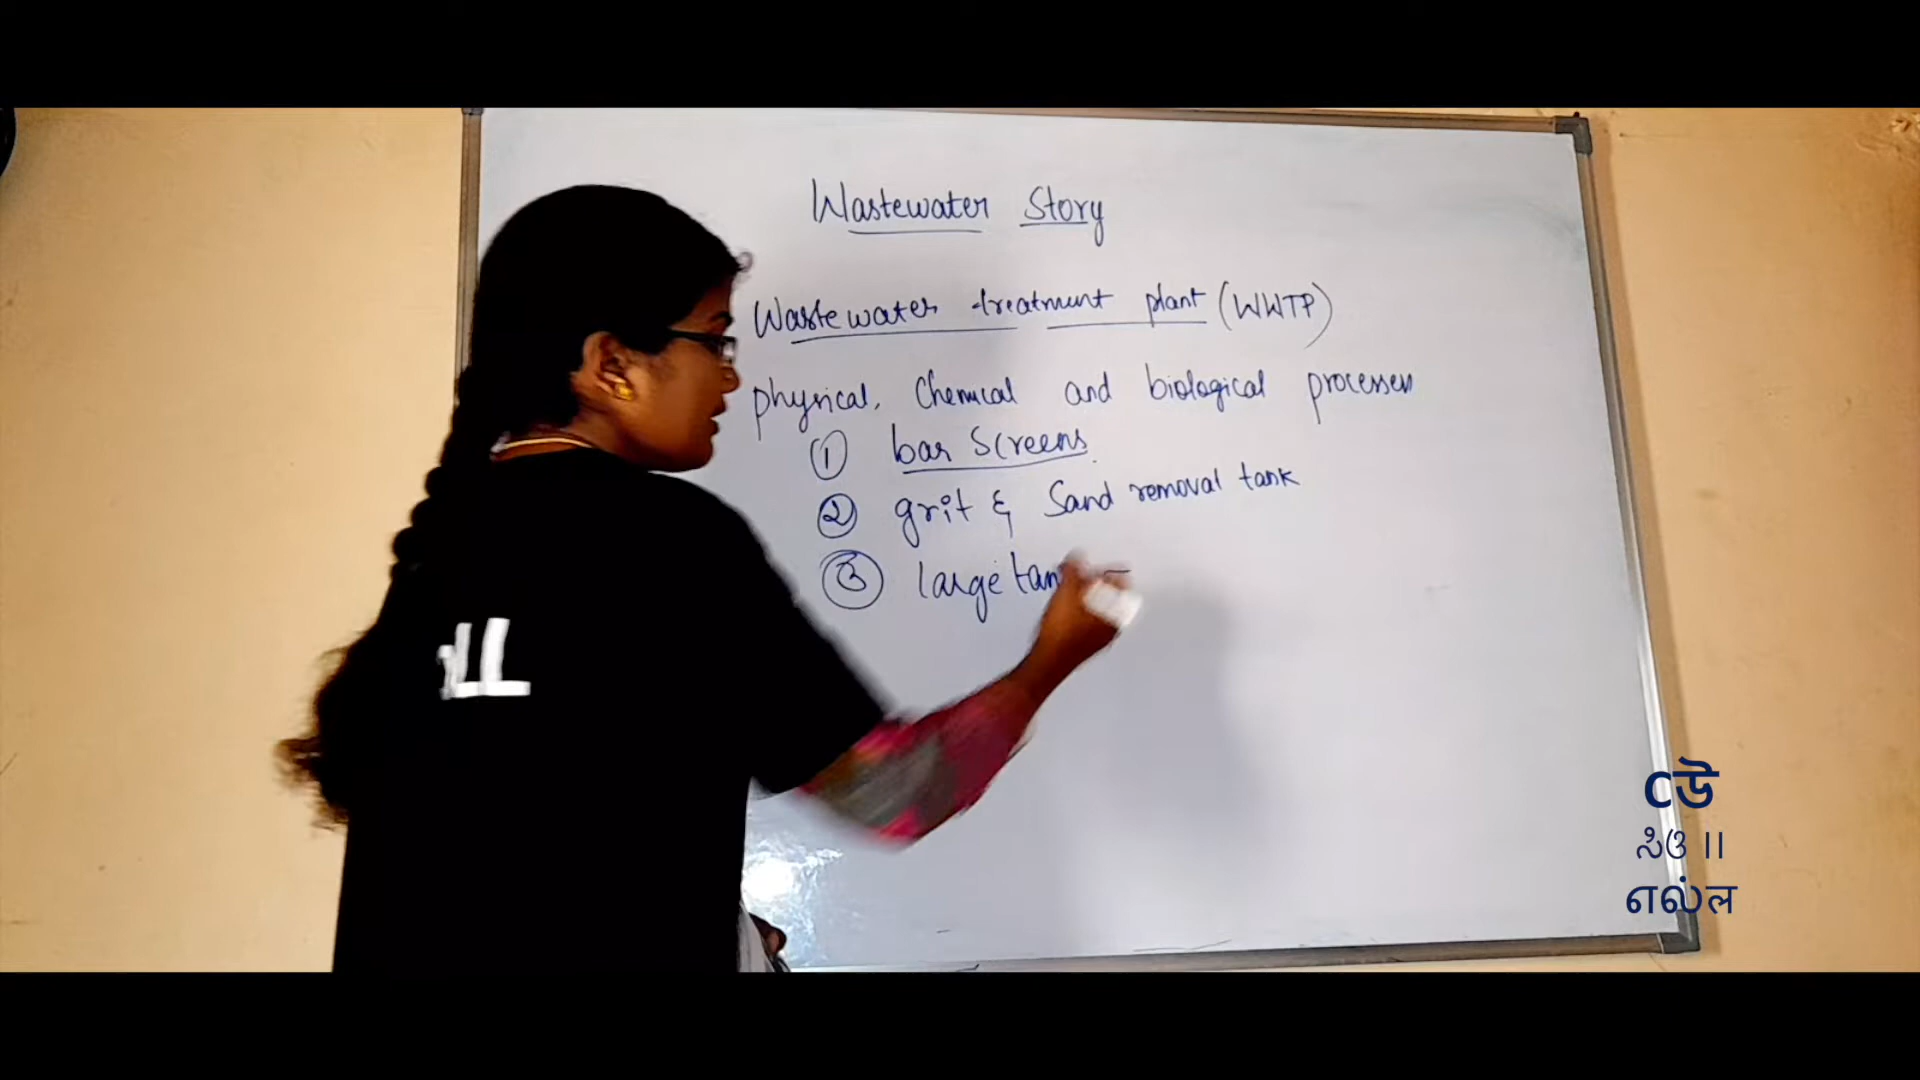 Wastewater Story
Wastewater treatment plant (WWTP)
physical, Chemical and biological processes
① bar Screens
② grit & Sand removal tank
③ large tan
Cউ
ಸಿಓ ।।
எல்ल